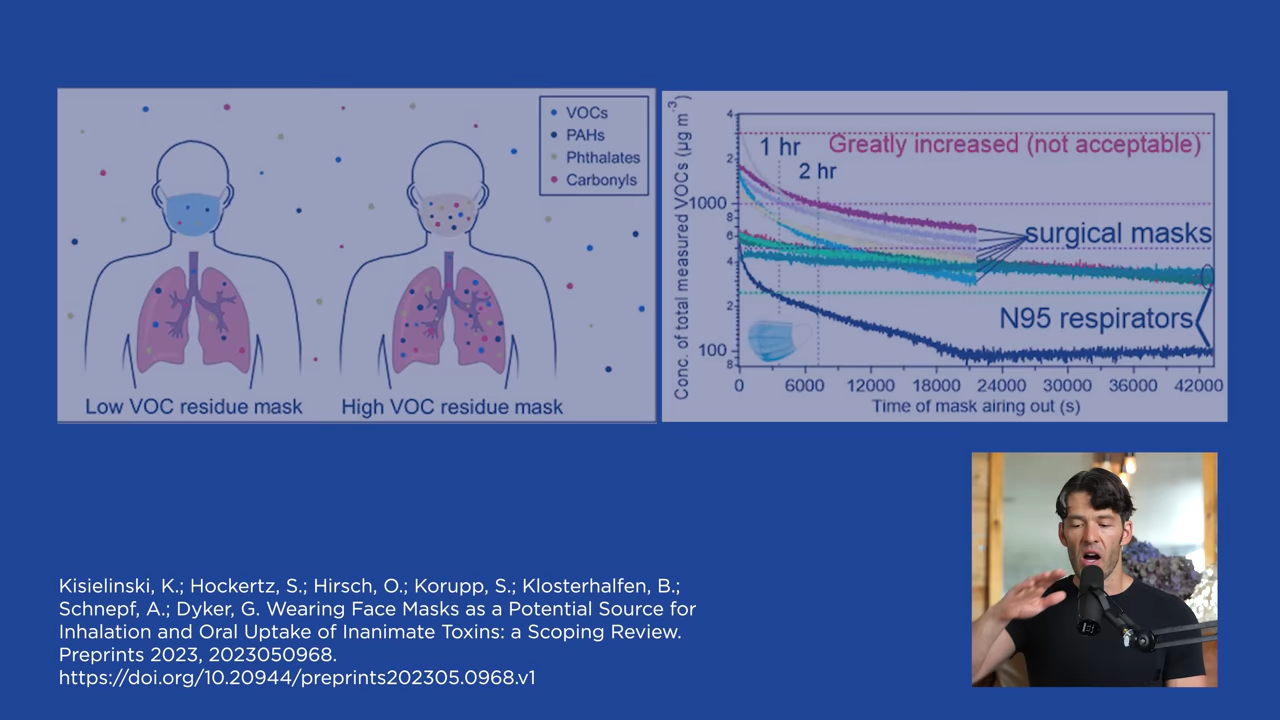 VOCs
PAHs
Phthalates
Carbonyls
Low VOC residue mask
High VOC residue mask
Conc. of total measured VOCs (µg m⁻³)
4
2
1000
8
6
4
2
100
8
1 hr
2 hr
Greatly increased (not acceptable)
surgical masks
N95 respirators
0
6000
12000
18000
24000
30000
36000
42000
Time of mask airing out (s)
Kisielinski, K.; Hockertz, S.; Hirsch, O.; Korupp, S.; Klosterhalfen, B.;
Schnepf, A.; Dyker, G. Wearing Face Masks as a Potential Source for
Inhalation and Oral Uptake of Inanimate Toxins: a Scoping Review.
Preprints 2023, 2023050968.
https://doi.org/10.20944/preprints202305.0968.v1